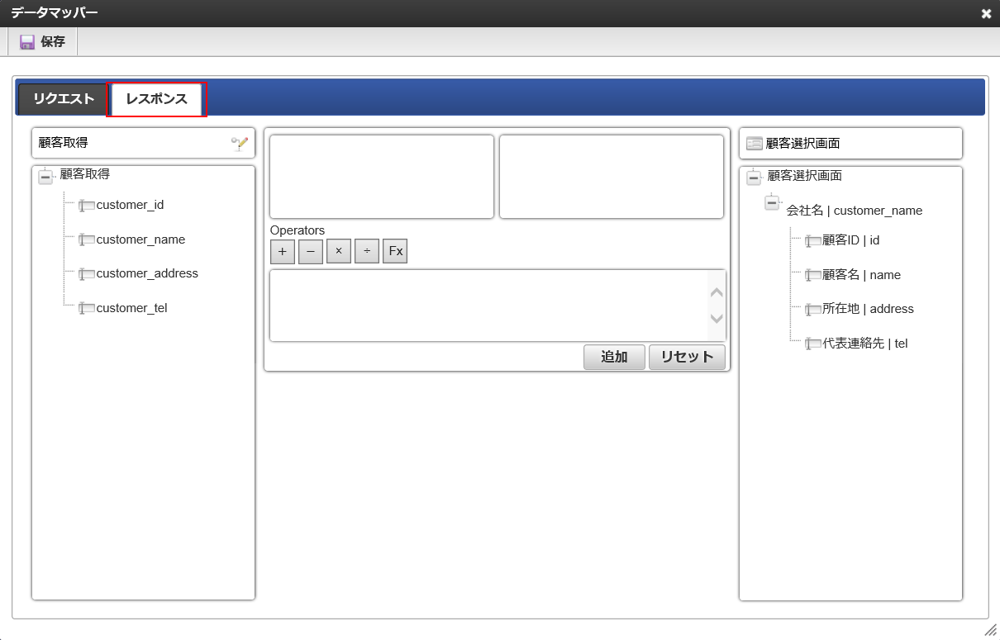 データマッパー
保存
リクエスト
レスポンス
顧客取得
顧客取得
customer_id
customer_name
customer_address
customer_tel
Operators
+ − × ÷ Fx
追加
リセット
顧客選択画面
顧客選択画面
会社名 | customer_name
顧客ID | id
顧客名 | name
所在地 | address
代表連絡先 | tel